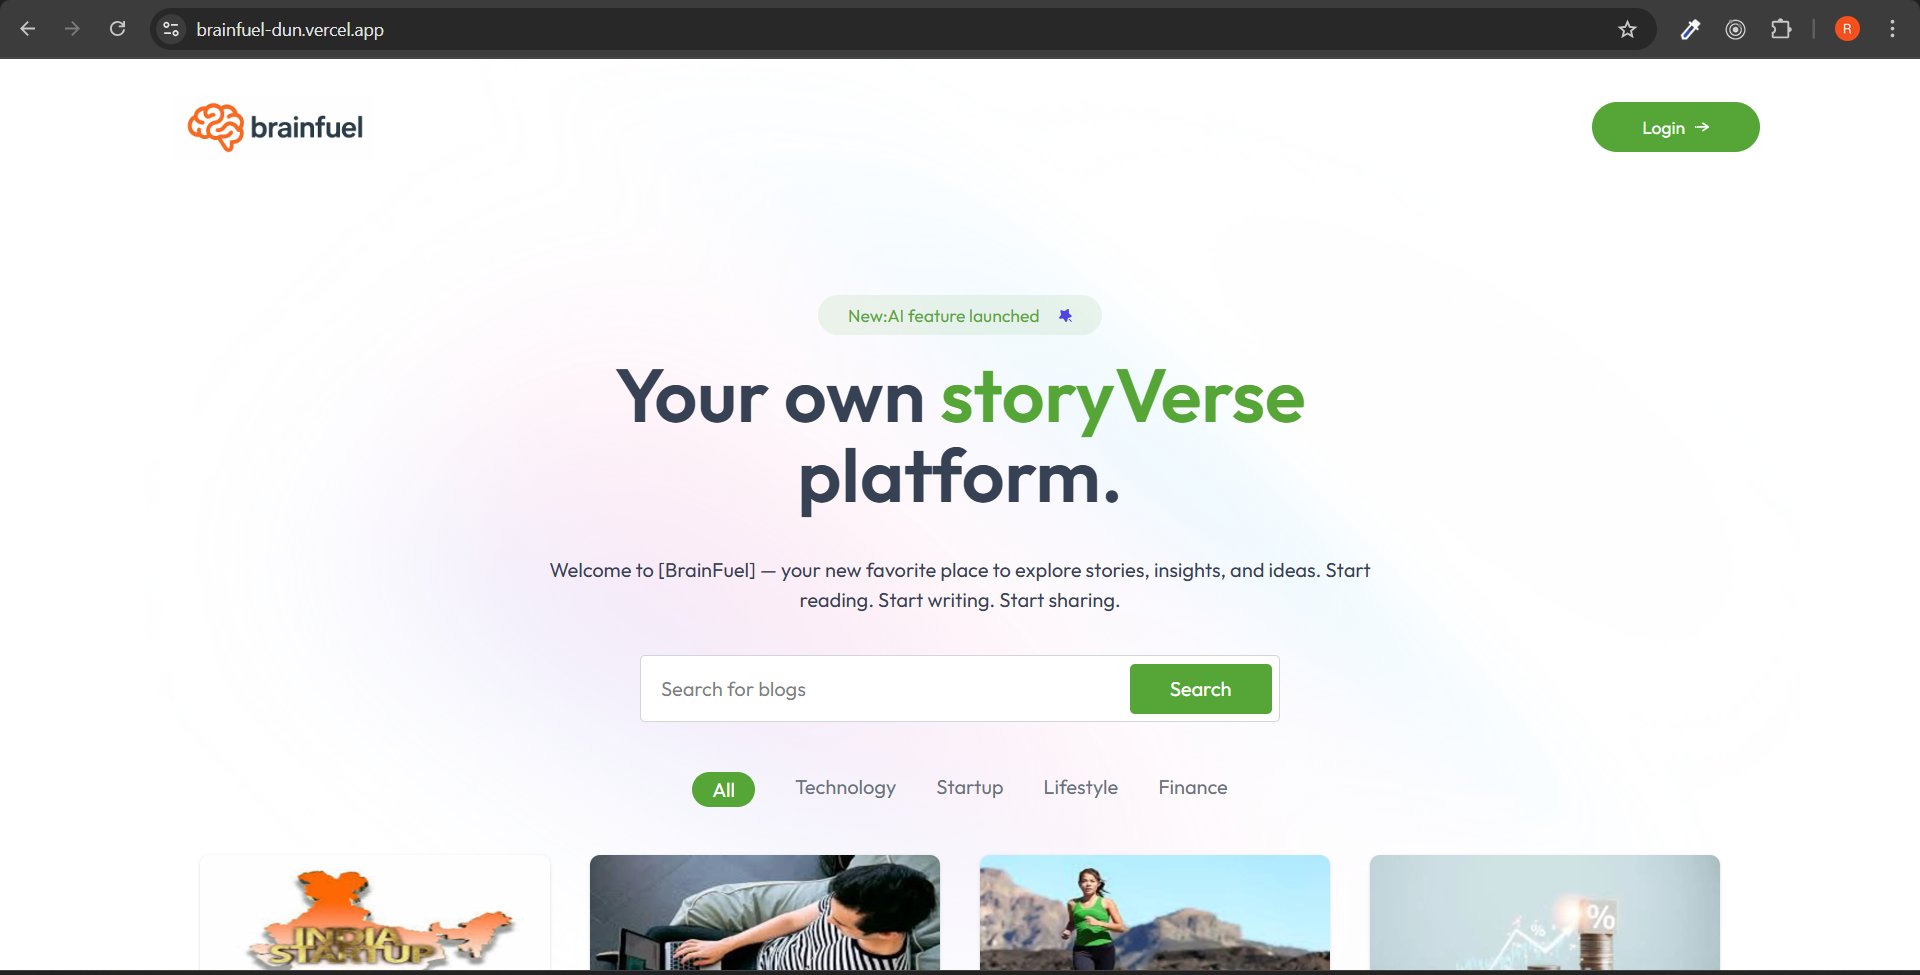 brainfuel-dun.vercel.app
R
brainfuel
Login →
New:AI feature launched
Your own storyVerse
platform.
Welcome to [BrainFuel] — your new favorite place to explore stories, insights, and ideas. Start
reading. Start writing. Start sharing.
Search for blogs
Search
All
Technology
Startup
Lifestyle
Finance
INDIA
STARTUP
%
%